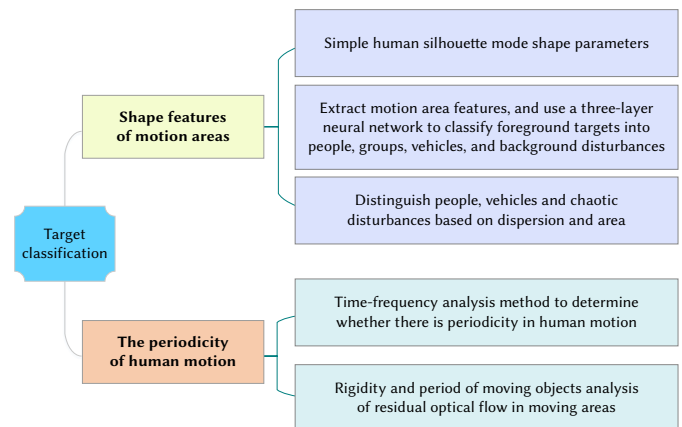 Simple human silhouette mode shape parameters
Shape features
of motion areas
Extract motion area features, and use a three-layer
neural network to classify foreground targets into
people, groups, vehicles, and background disturbances
Distinguish people, vehicles and chaotic
disturbances based on dispersion and area
Target
classification
Time-frequency analysis method to determine
whether there is periodicity in human motion
The periodicity
of human motion
Rigidity and period of moving objects analysis
of residual optical flow in moving areas